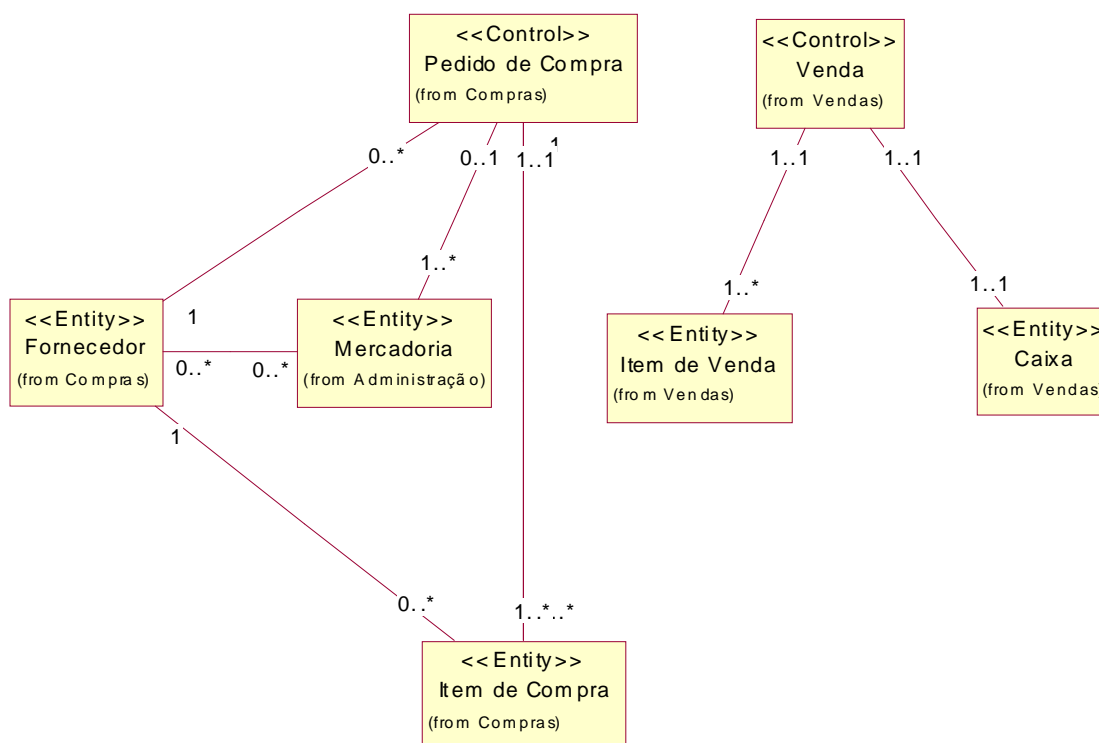 <<Control>>
Pedido de Compra
(from Compras)
<<Control>>
Venda
(from Vendas)
0..*
0..1
1..1
1
1..1
1..1
1..*
1..*
1..1
<<Entity>>
Fornecedor
(from Compras)
1
0..*
0..*
<<Entity>>
Mercadoria
(from Administração)
<<Entity>>
Item de Venda
(from Vendas)
<<Entity>>
Caixa
(from Vendas)
1
0..*
1..*..*
<<Entity>>
Item de Compra
(from Compras)